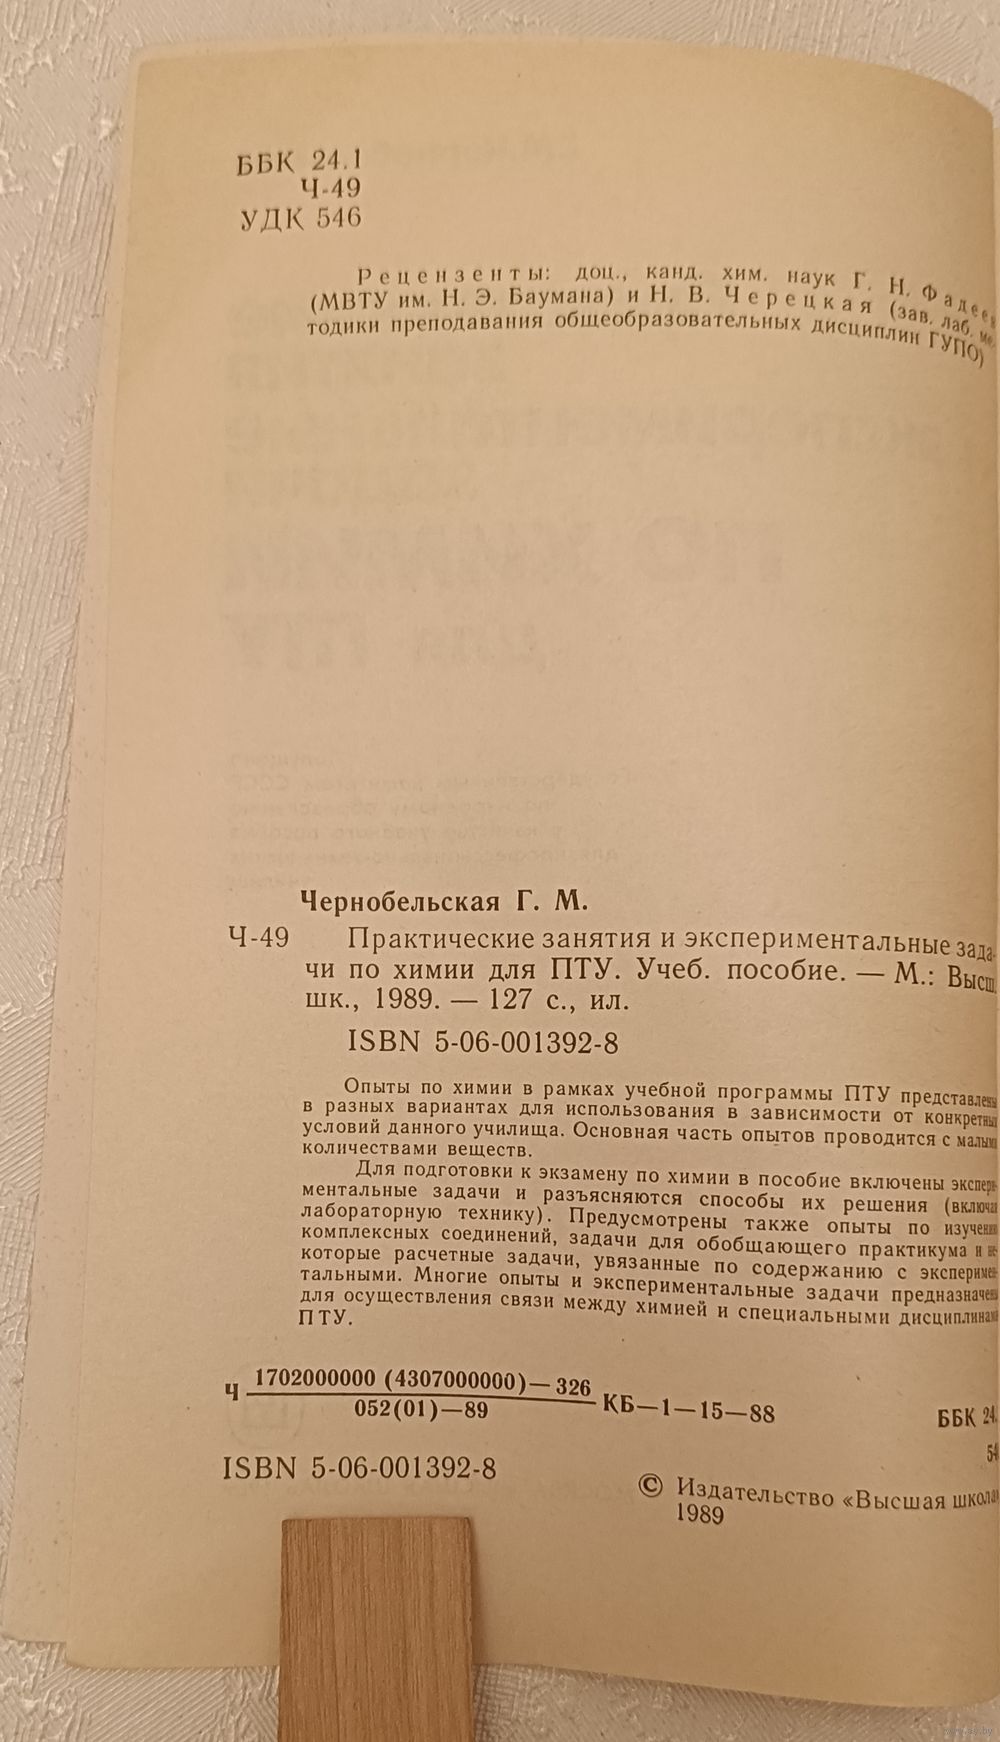 ББК 24.1
Ч-49
УДК 546
Рецензенты: доц., канд. хим. наук Г. Н. Фадеев
(МВТУ им. Н. Э. Баумана) и Н. В. Черецкая (зав. лаб. ме-
тодики преподавания общеобразовательных дисциплин ГУПО)
Чернобельская Г. М.
Ч-49 Практические занятия и экспериментальные зада-
чи по химии для ПТУ. Учеб. пособие. — М.: Высш.
шк., 1989. — 127 с., ил.
ISBN 5-06-001392-8
Опыты по химии в рамках учебной программы ПТУ представлены
в разных вариантах для использования в зависимости от конкретных
условий данного училища. Основная часть опытов проводится с малыми
количествами веществ.
Для подготовки к экзамену по химии в пособие включены экспери-
ментальные задачи и разъясняются способы их решения (включая
лабораторную технику). Предусмотрены также опыты по изучению
комплексных соединений, задачи для обобщающего практикума и не-
которые расчетные задачи, увязанные по содержанию с эксперимен-
тальными. Многие опыты и экспериментальные задачи предназначены
для осуществления связи между химией и специальными дисциплинами
ПТУ.
Ч 1702000000 (4307000000)—326 КБ—1—15—88
052(01)—89
ББК 24.
54
ISBN 5-06-001392-8
© Издательство «Высшая школа»
1989
www.ay.by